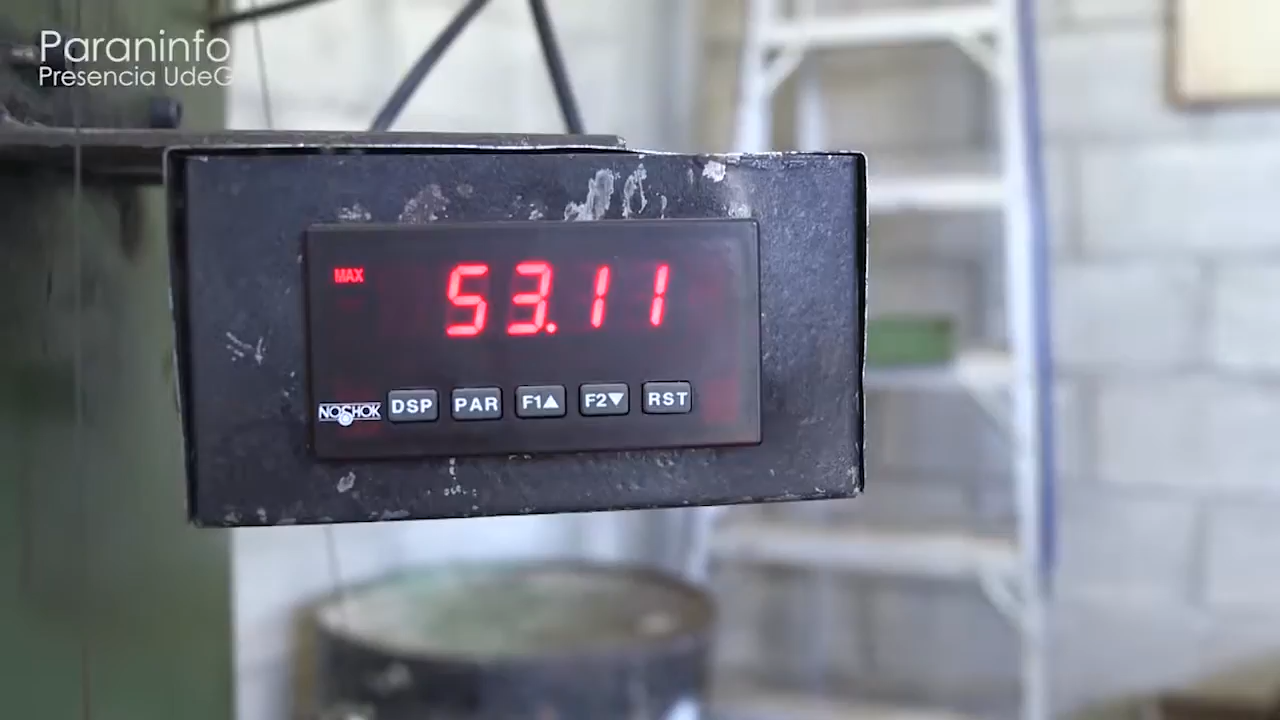 Paraninfo
Presencia UdeG
MAX
53.11
NOSHOK DSP PAR F1▲ F2▼ RST